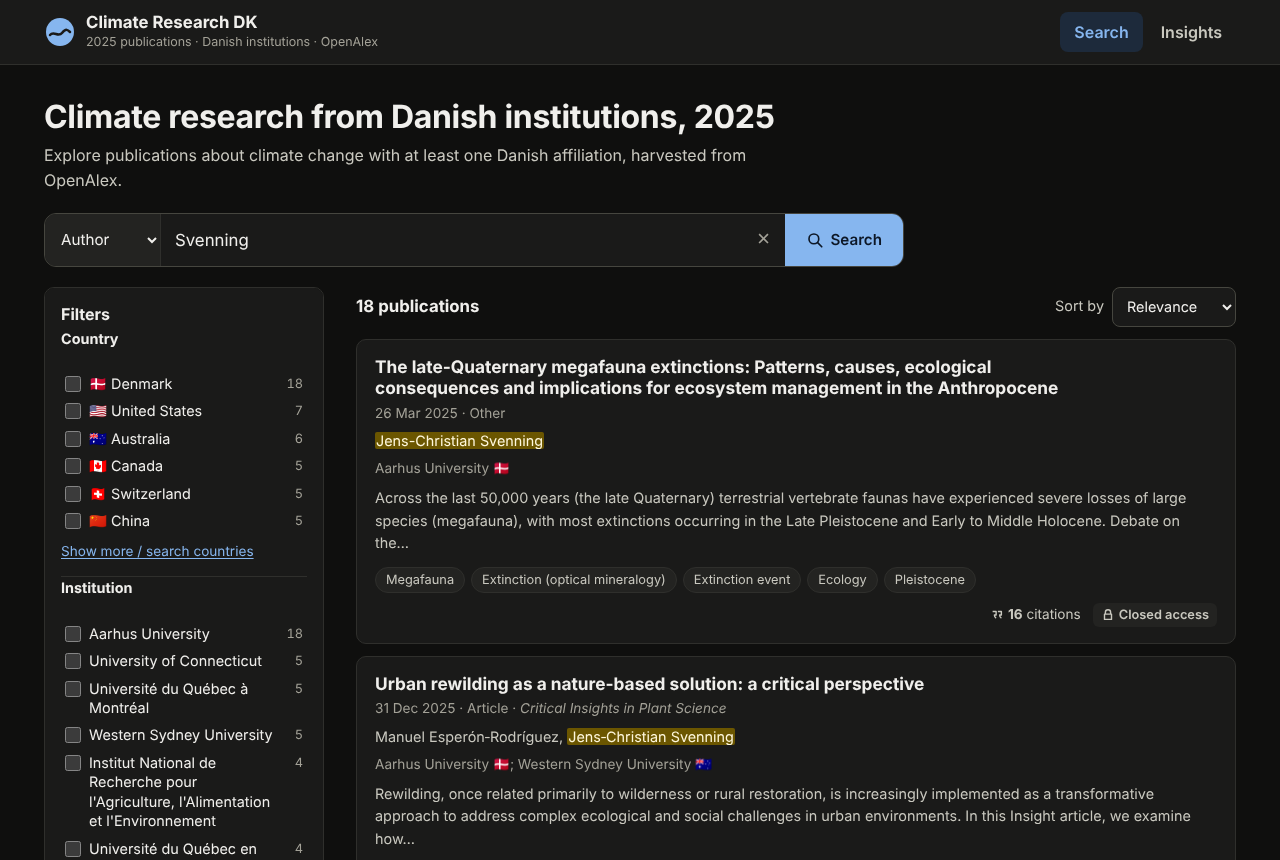 Climate Research DK
2025 publications · Danish institutions · OpenAlex
Search
Insights
Climate research from Danish institutions, 2025
Explore publications about climate change with at least one Danish affiliation, harvested from
OpenAlex.
Author
Svenning
×
Search
Filters
Country
Denmark 18
United States 7
Australia 6
Canada 5
Switzerland 5
China 5
Show more / search countries
Institution
Aarhus University 18
University of Connecticut 5
Université du Québec à 5
Montréal
Western Sydney University 5
Institut National de 4
Recherche pour
l'Agriculture, l'Alimentation
et l'Environnement
Université du Québec en 4
18 publications
Sort by Relevance
The late-Quaternary megafauna extinctions: Patterns, causes, ecological
consequences and implications for ecosystem management in the Anthropocene
26 Mar 2025 · Other
Jens-Christian Svenning
Aarhus University
Across the last 50,000 years (the late Quaternary) terrestrial vertebrate faunas have experienced severe losses of large
species (megafauna), with most extinctions occurring in the Late Pleistocene and Early to Middle Holocene. Debate on
the...
Megafauna
Extinction (optical mineralogy)
Extinction event
Ecology
Pleistocene
16 citations
Closed access
Urban rewilding as a nature-based solution: a critical perspective
31 Dec 2025 · Article · Critical Insights in Plant Science
Manuel Esperón-Rodríguez, Jens-Christian Svenning
Aarhus University ; Western Sydney University
Rewilding, once related primarily to wilderness or rural restoration, is increasingly implemented as a transformative
approach to address complex ecological and social challenges in urban environments. In this Insight article, we examine
how...